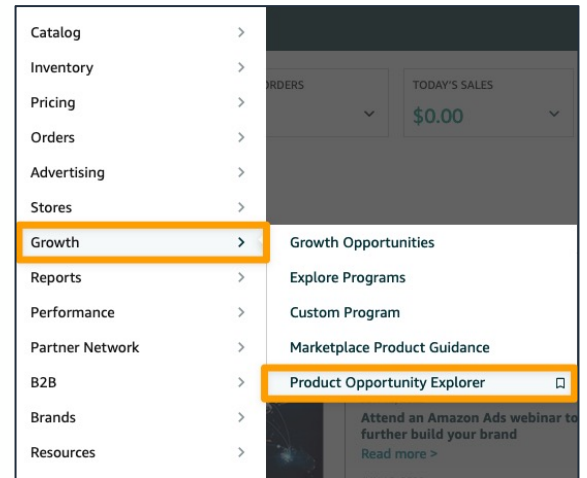 Catalog
Inventory
Pricing
Orders
Advertising
Stores
Growth
Reports
Performance
Partner Network
B2B
Brands
Resources
ORDERS
TODAY'S SALES
$0.00
Growth Opportunities
Explore Programs
Custom Program
Marketplace Product Guidance
Product Opportunity Explorer
Attend an Amazon Ads webinar to
further build your brand
Read more >